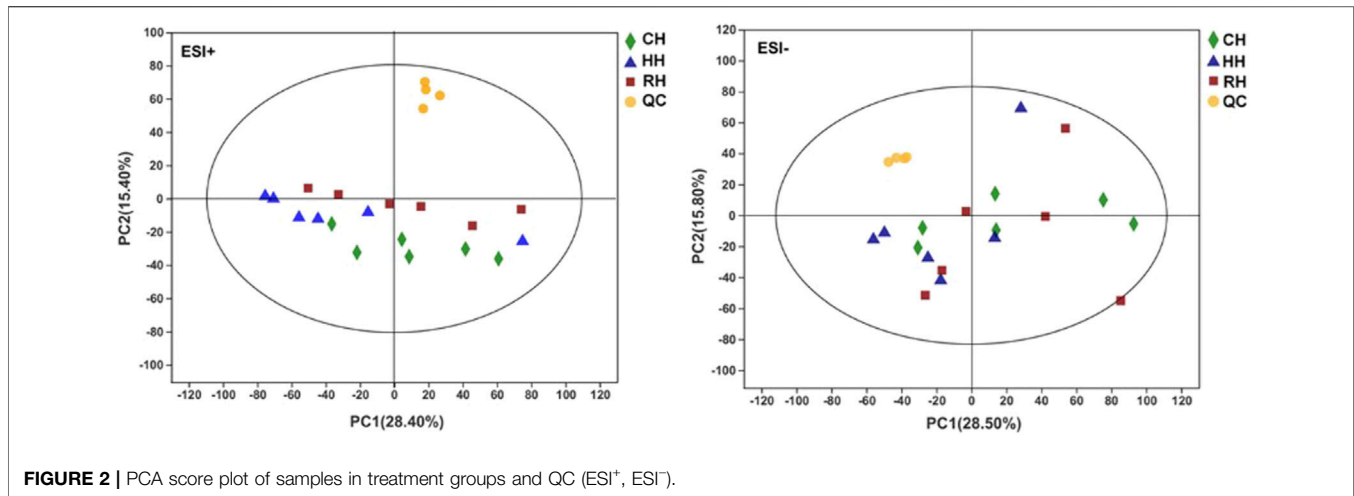 ESI+
100
80
60
40
20
0
-20
-40
-60
-80
-100
PC2(15.40%)
-120 -100 -80 -60 -40 -20 0 20 40 60 80 100 120
PC1(28.40%)
CH
HH
RH
QC
ESI-
120
100
80
60
40
20
0
-20
-40
-60
-80
-100
PC2(15.80%)
-120 -100 -80 -60 -40 -20 0 20 40 60 80 100 120
PC1(28.50%)
CH
HH
RH
QC
FIGURE 2 | PCA score plot of samples in treatment groups and QC (ESI⁺, ESI⁻).